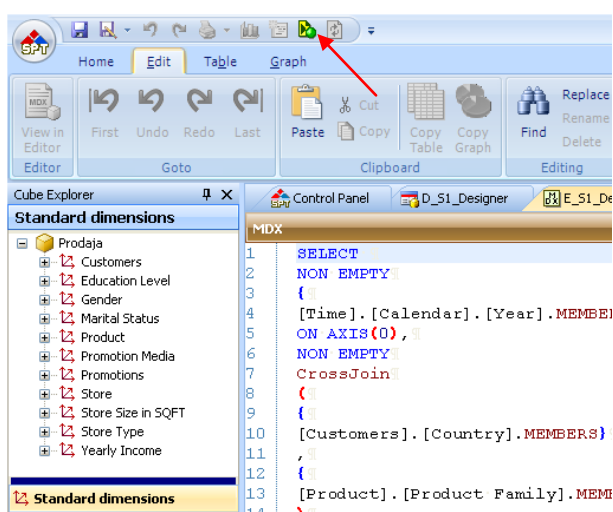 SPT
Home Edit Table Graph
MDX
View in
Editor
First Undo Redo Last
Paste
Cut
Copy
Copy
Table
Copy
Graph
Find
Replace
Rename
Delete
Editor Goto Clipboard Editing
Cube Explorer
Standard dimensions
Prodaja
Customers
Education Level
Gender
Marital Status
Product
Promotion Media
Promotions
Store
Store Size in SQFT
Store Type
Yearly Income
Standard dimensions
Control Panel D_S1_Designer E_S1_De
MDX
1 SELECT¶
2 NON EMPTY¶
3 {¶
4 [Time].[Calendar].[Year].MEMBE
5 ON AXIS(0),¶
6 NON EMPTY¶
7 CrossJoin¶
8 (¶
9 {¶
10 [Customers].[Country].MEMBERS}¶
11 ,¶
12 {¶
13 [Product].[Product Family].MEM
14 }